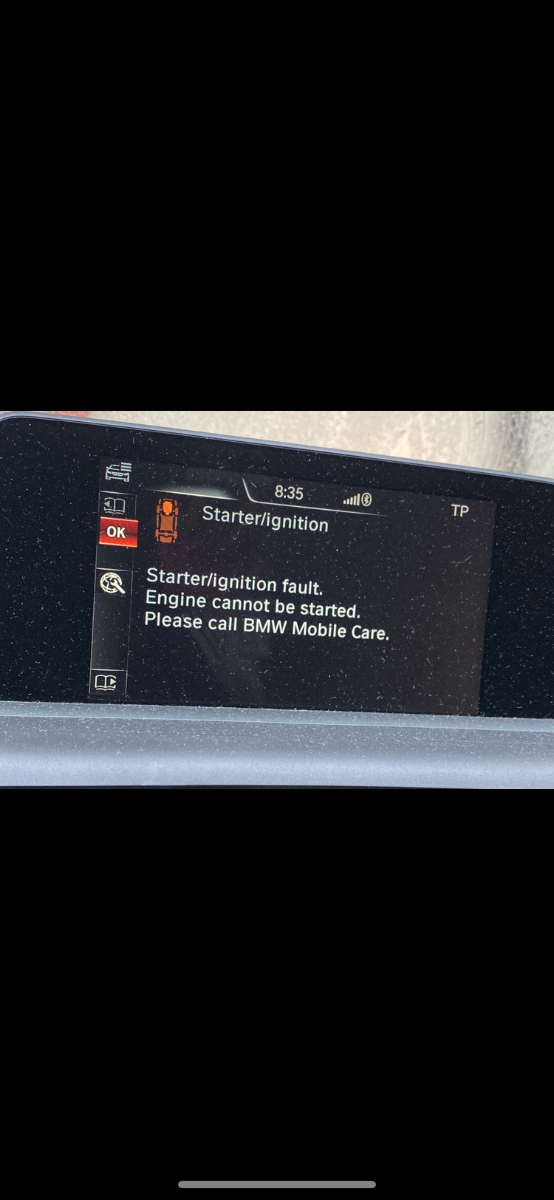 8:35
TP
Starter/ignition
OK
Starter/ignition fault.
Engine cannot be started.
Please call BMW Mobile Care.